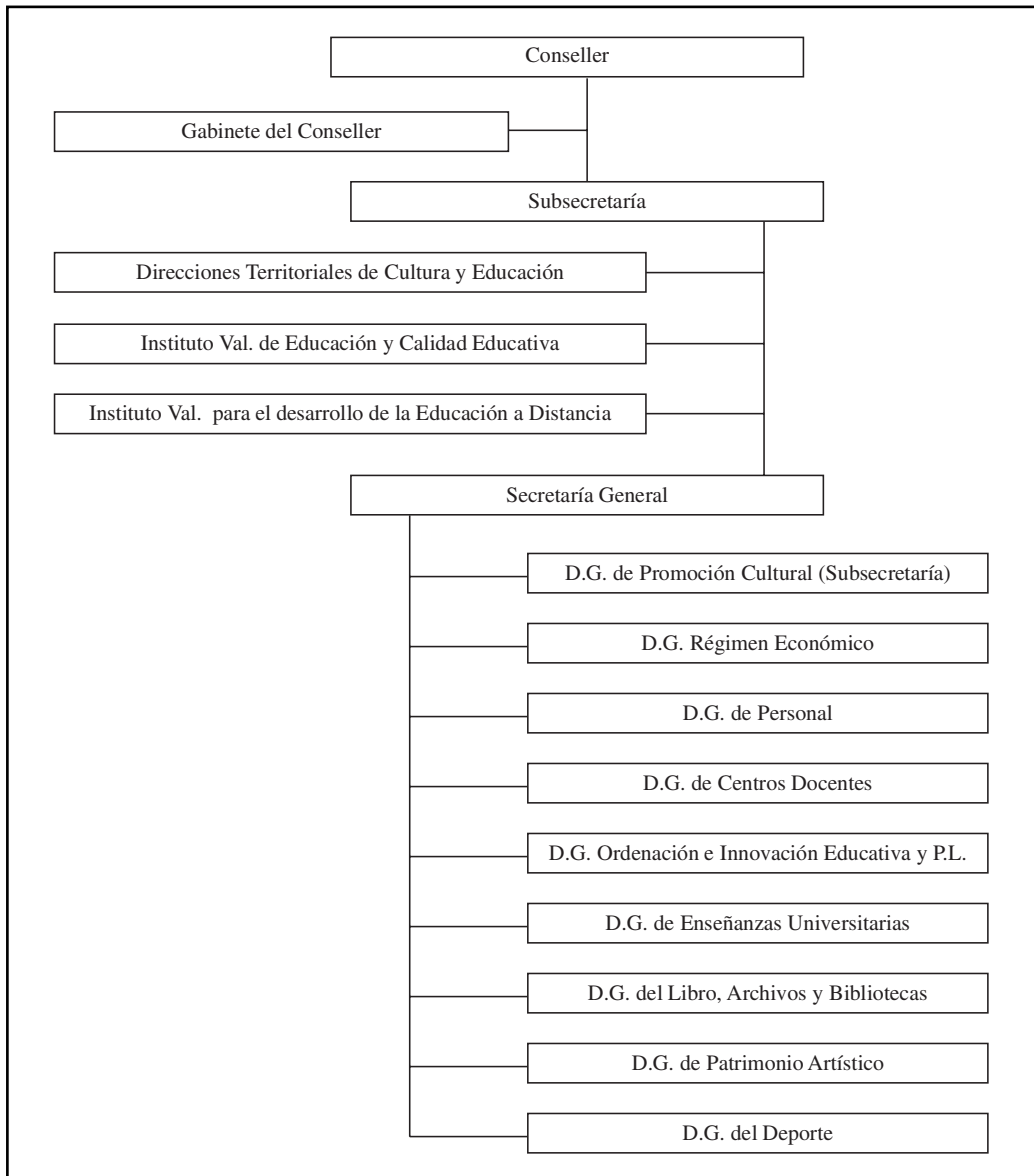 Conseller
Gabinete del Conseller
Subsecretaría
Direcciones Territoriales de Cultura y Educación
Instituto Val. de Educación y Calidad Educativa
Instituto Val. para el desarrollo de la Educación a Distancia
Secretaría General
D.G. de Promoción Cultural (Subsecretaría)
D.G. Régimen Económico
D.G. de Personal
D.G. de Centros Docentes
D.G. Ordenación e Innovación Educativa y P.L.
D.G. de Enseñanzas Universitarias
D.G. del Libro, Archivos y Bibliotecas
D.G. de Patrimonio Artístico
D.G. del Deporte